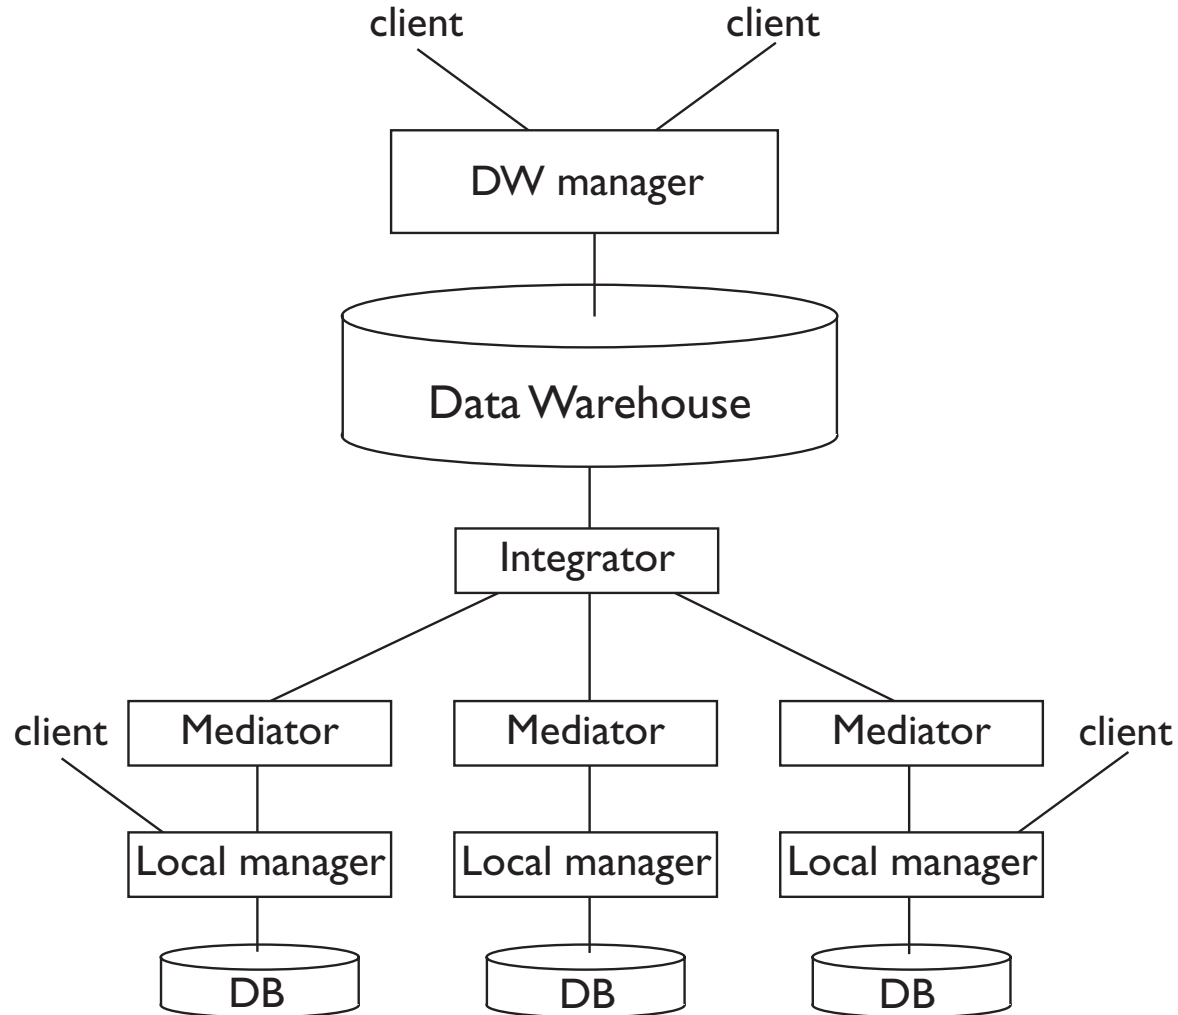 client
client
DW manager
Data Warehouse
Integrator
client
Mediator
Mediator
Mediator
client
Local manager
Local manager
Local manager
DB
DB
DB